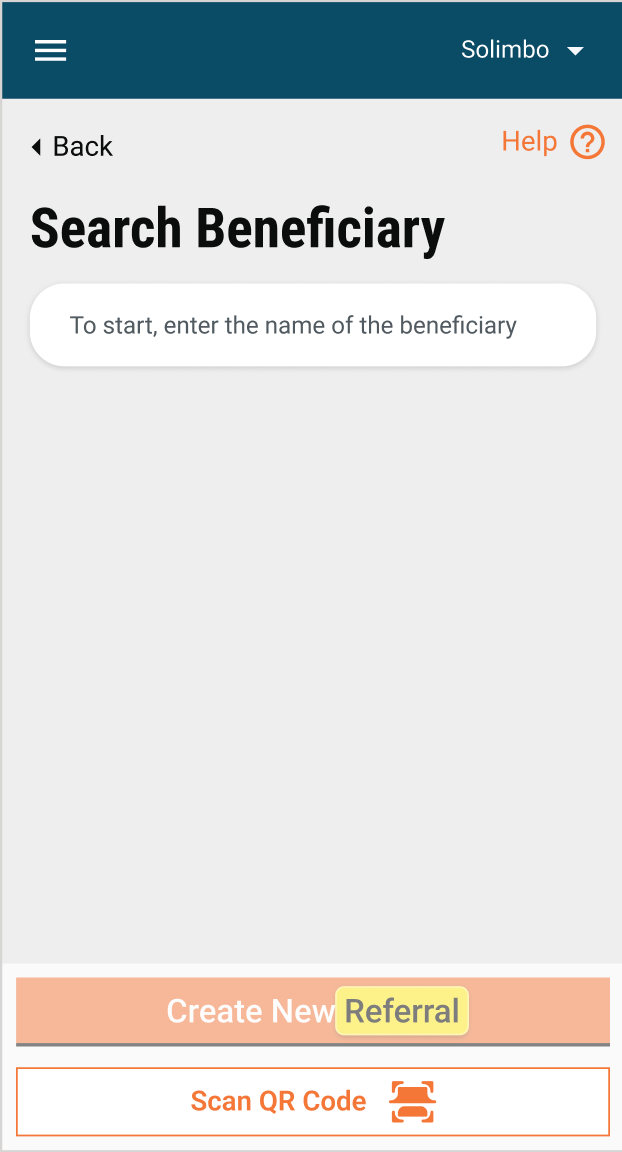 Solimbo
Back
Help
Search Beneficiary
To start, enter the name of the beneficiary
Create New Referral
Scan QR Code